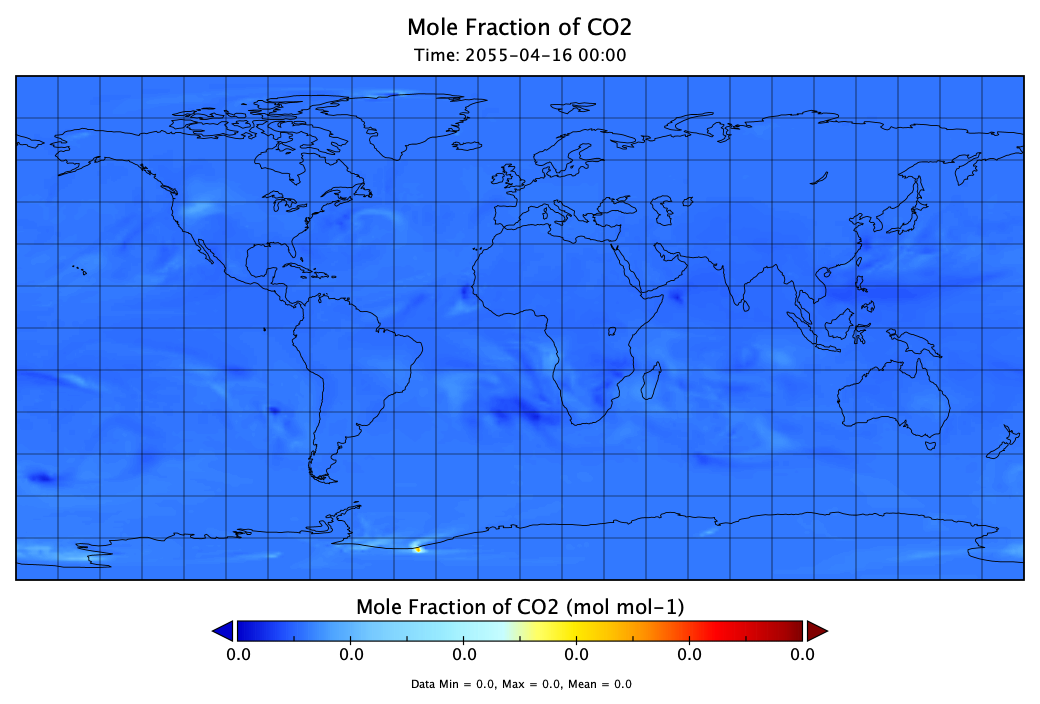 Mole Fraction of CO2
Time: 2055-04-16 00:00
Mole Fraction of CO2 (mol mol-1)
0.0 0.0 0.0 0.0 0.0 0.0
Data Min = 0.0, Max = 0.0, Mean = 0.0